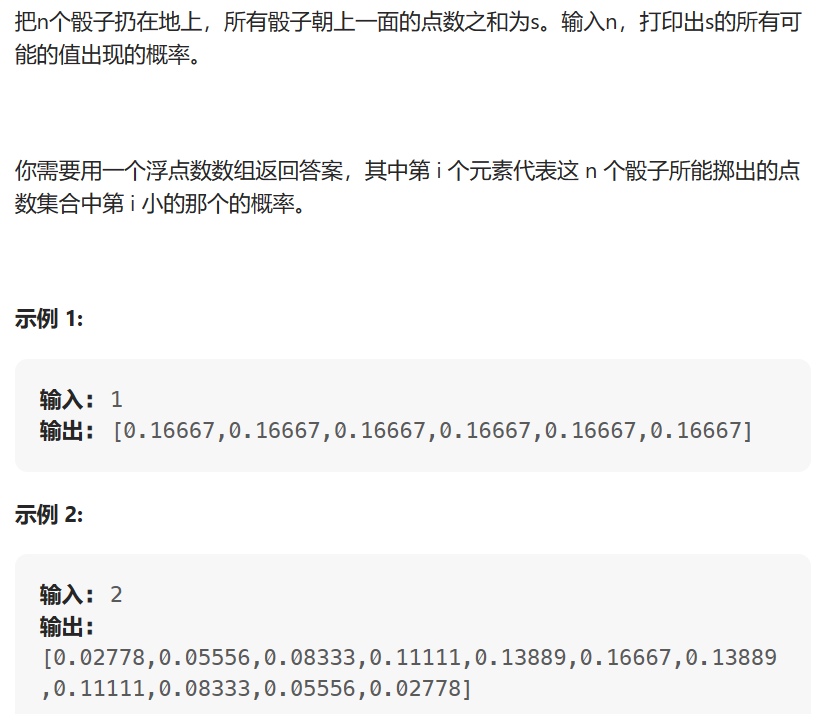 把n个骰子扔在地上，所有骰子朝上一面的点数之和为s。输入n，打印出s的所有可
能的值出现的概率。
你需要用一个浮点数数组返回答案，其中第 i 个元素代表这 n 个骰子所能掷出的点
数集合中第 i 小的那个的概率。
示例 1:
输入: 1
输出: [0.16667,0.16667,0.16667,0.16667,0.16667,0.16667]
示例 2:
输入: 2
输出:
[0.02778,0.05556,0.08333,0.11111,0.13889,0.16667,0.13889
,0.11111,0.08333,0.05556,0.02778]